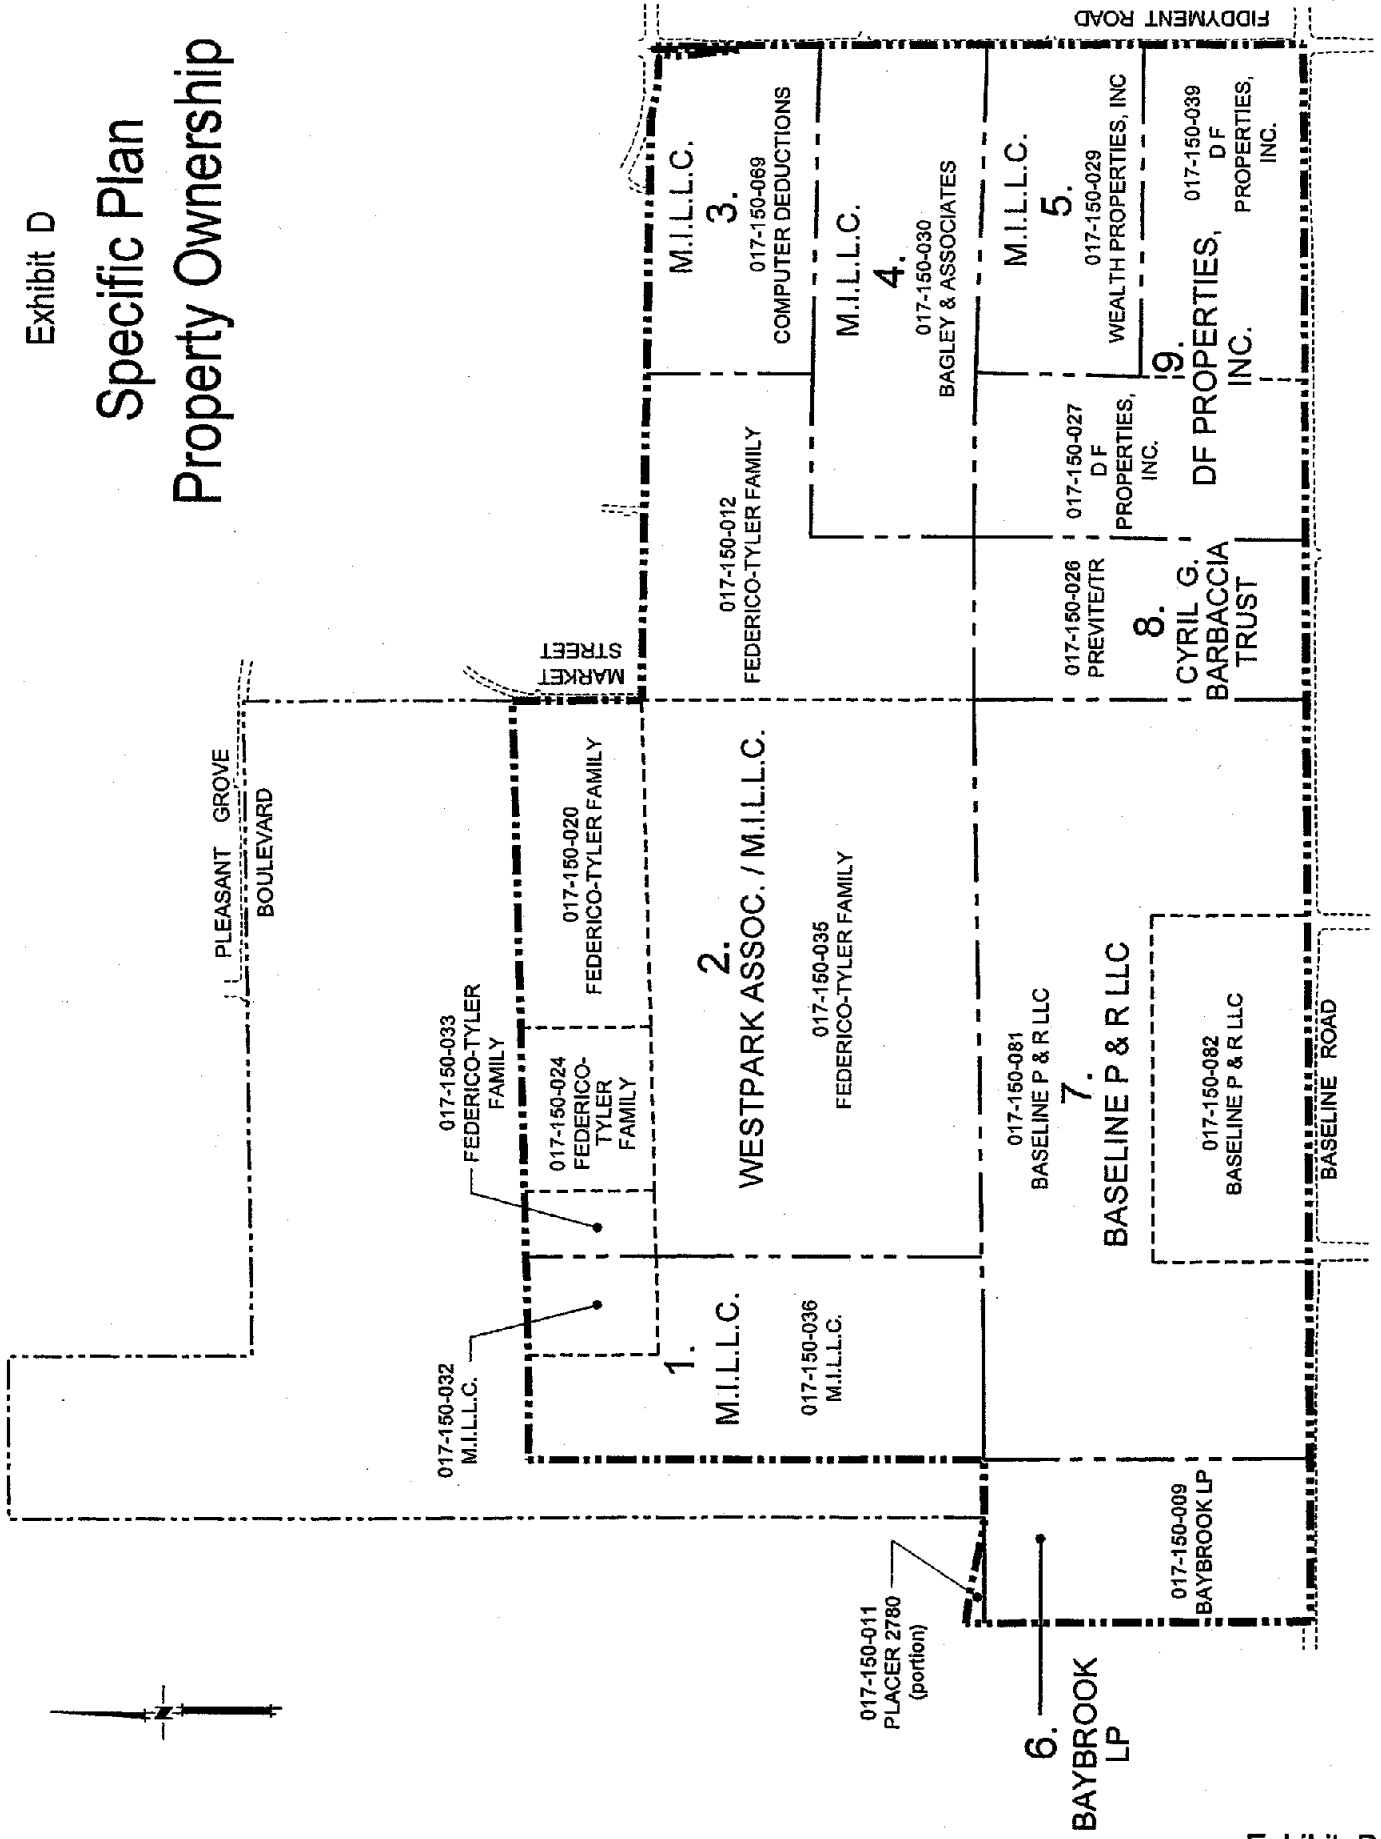 Exhibit D
Specific Plan
Property Ownership
PLEASANT GROVE
BOULEVARD
MARKET
STREET
FIDDYMENT ROAD
017-150-032
M.I.L.L.C.
017-150-033
FEDERICO-TYLER
FAMILY
017-150-024
FEDERICO-
TYLER
FAMILY
017-150-020
FEDERICO-TYLER FAMILY
1.
M.I.L.L.C.
017-150-036
M.I.L.L.C.
2.
WESTPARK ASSOC. / M.I.L.L.C.
017-150-035
FEDERICO-TYLER FAMILY
017-150-012
FEDERICO-TYLER FAMILY
M.I.L.L.C.
3.
017-150-069
COMPUTER DEDUCTIONS
M.I.L.L.C.
4.
017-150-030
BAGLEY & ASSOCIATES
M.I.L.L.C.
5.
017-150-029
WEALTH PROPERTIES, INC
017-150-011
PLACER 2780
(portion)
6.
BAYBROOK
LP
017-150-009
BAYBROOK LP
017-150-081
BASELINE P & R LLC
7.
BASELINE P & R LLC
017-150-082
BASELINE P & R LLC
017-150-026
PREVITE/TR
8.
CYRIL G.
BARBACCIA
TRUST
017-150-027
D F
PROPERTIES,
INC.
9.
DF PROPERTIES,
INC.
017-150-039
D F
PROPERTIES,
INC.
BASELINE ROAD